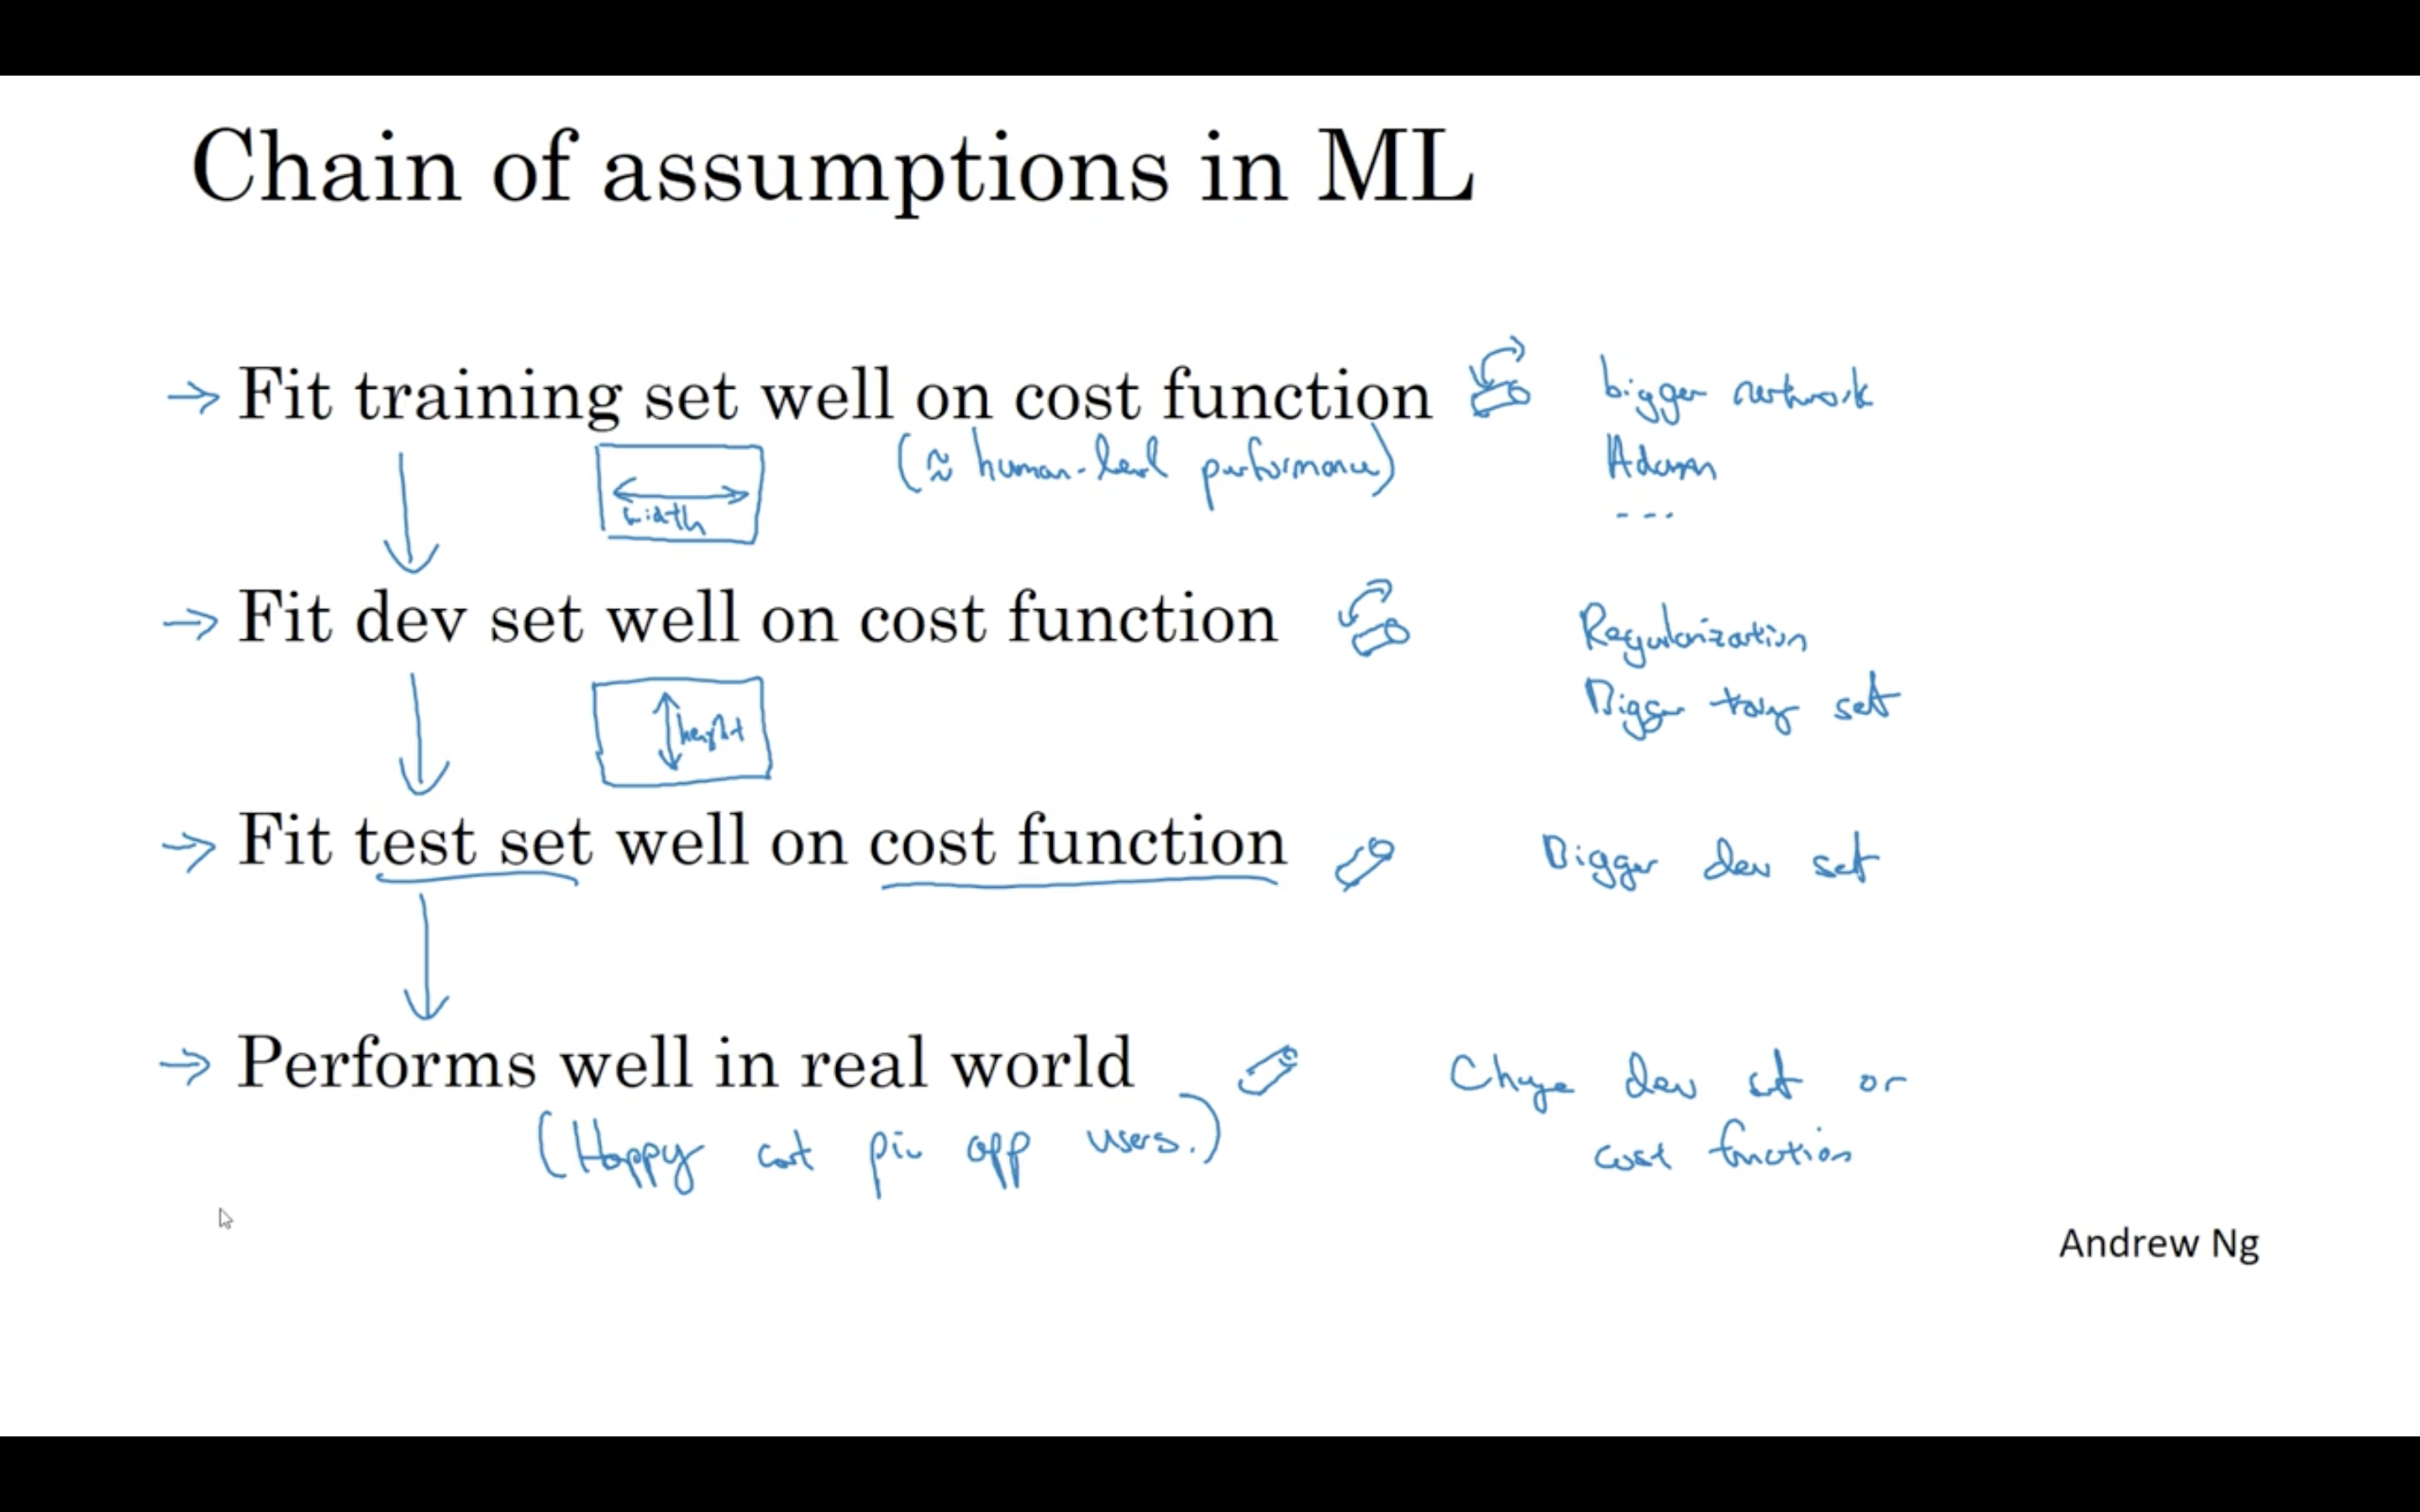 Chain of assumptions in ML
→ Fit training set well on cost function
bigger network
(≈ human-level performance)
Adam
width
- - -
→ Fit dev set well on cost function
Regularization
Bigger set
height
→ Fit test set well on cost function
Bigger dev set
→ Performs well in real world
Change dev set or
(Happy cat pic app users.)
cost function
Andrew Ng